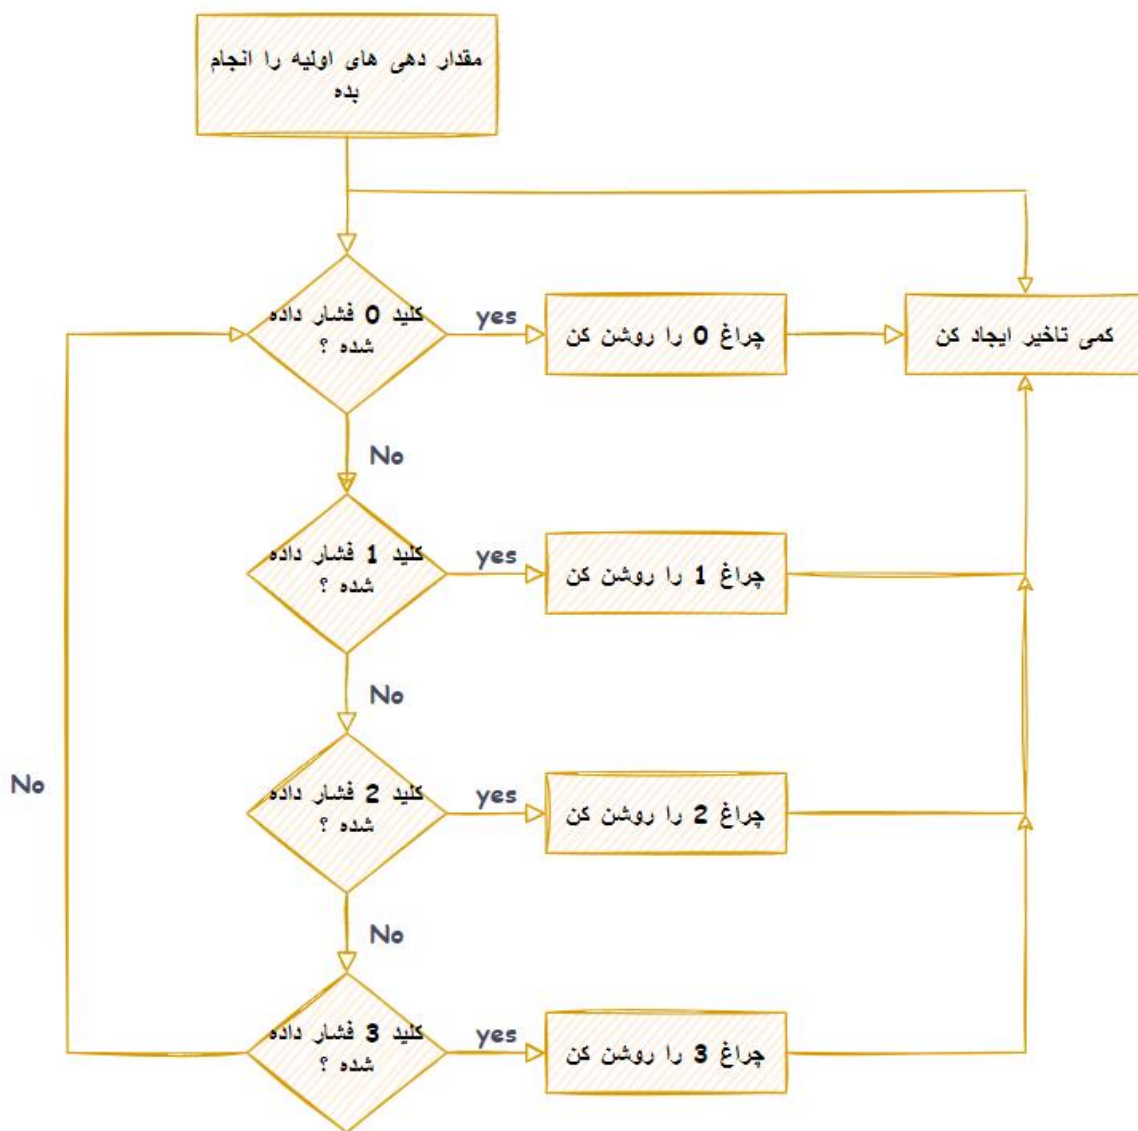 مقدار دهی های اولیه را انجام
بده
کلید 0 فشار داده
شده ؟
yes
چراغ 0 را روشن کن
کمی تاخیر ایجاد کن
No
کلید 1 فشار داده
شده ؟
yes
چراغ 1 را روشن کن
No
کلید 2 فشار داده
شده ؟
yes
چراغ 2 را روشن کن
No
No
کلید 3 فشار داده
شده ؟
yes
چراغ 3 را روشن کن